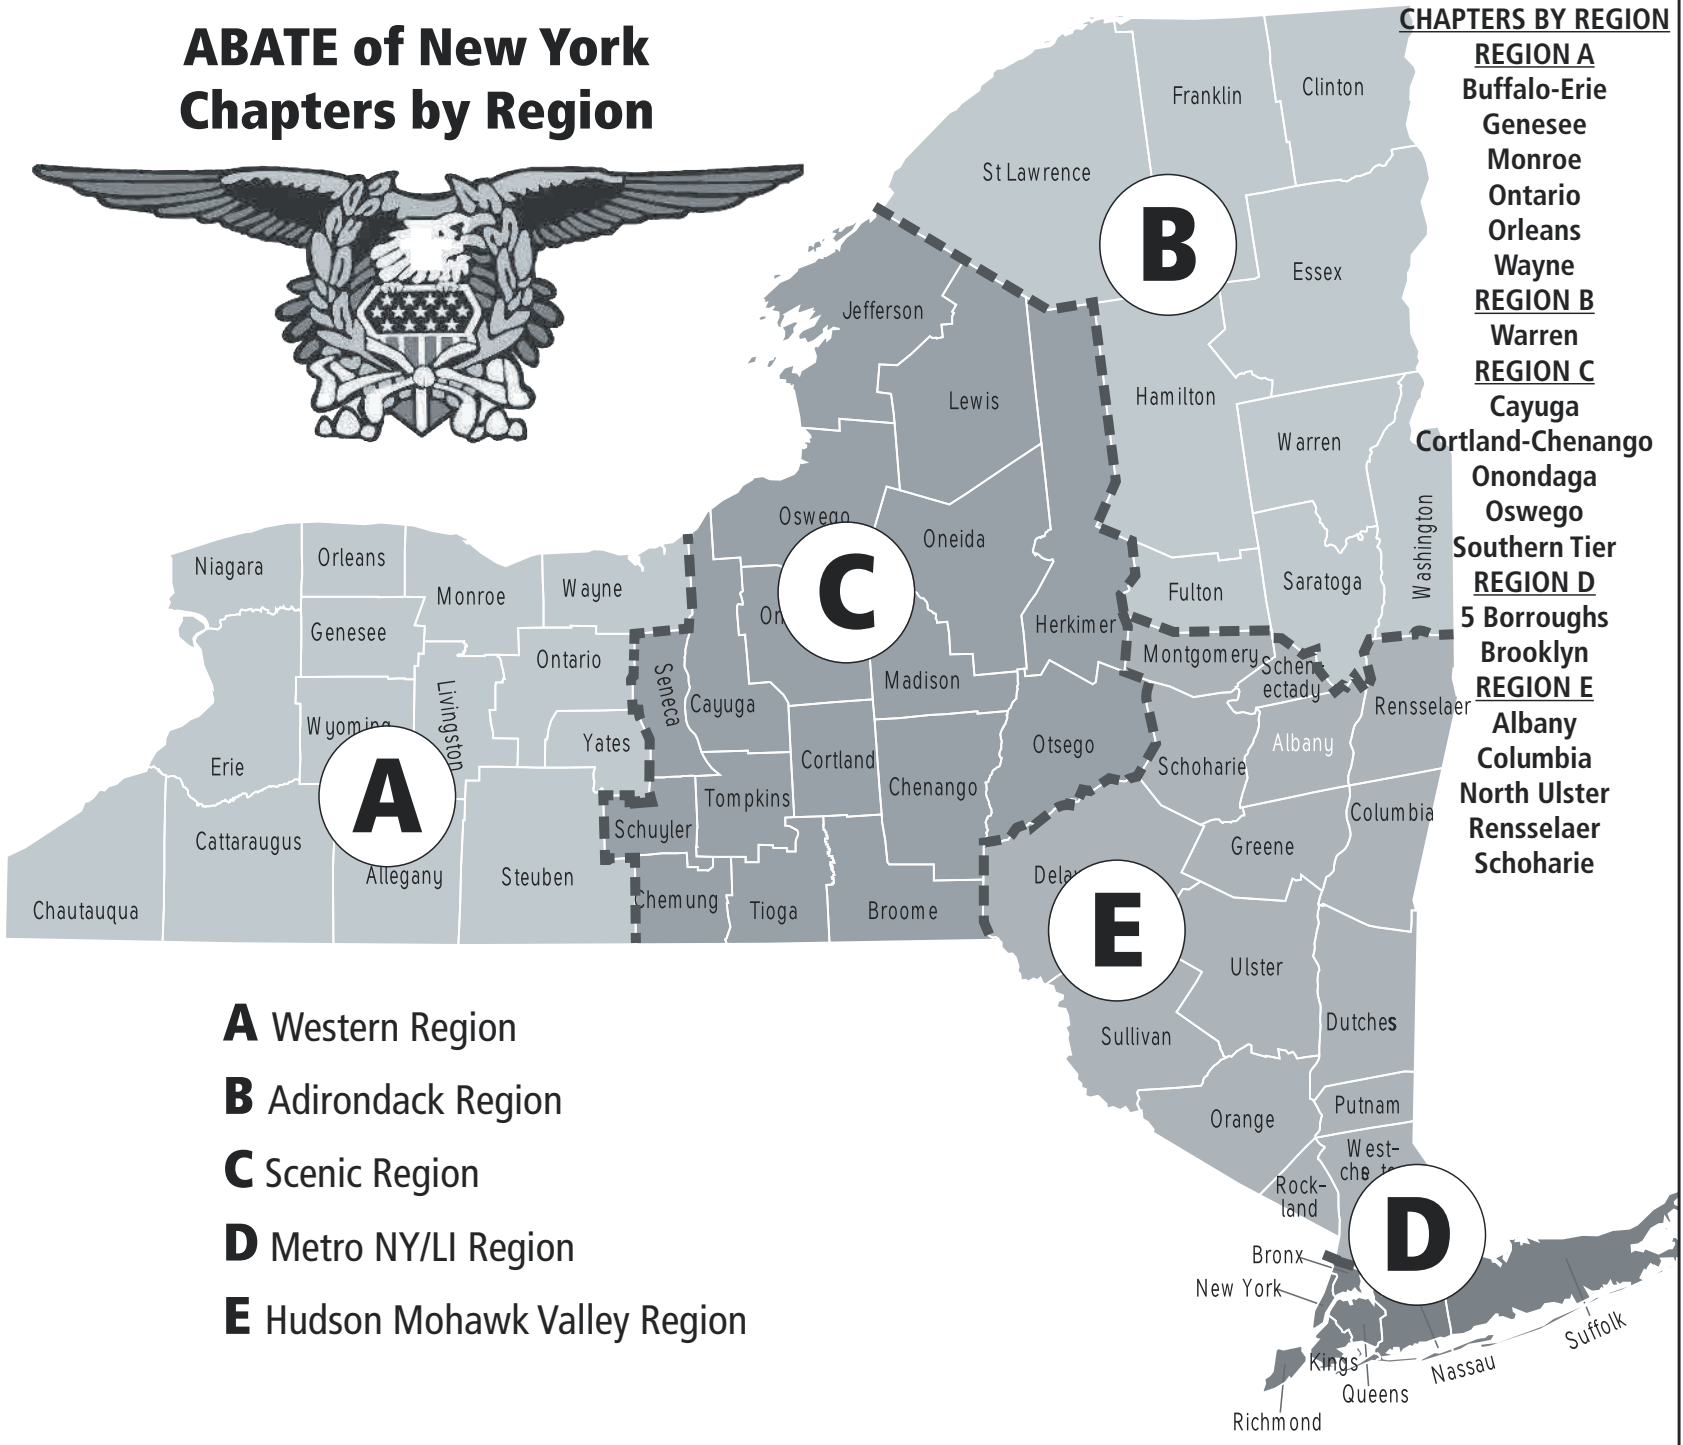 ABATE of New York
Chapters by Region
CHAPTERS BY REGION
REGION A
Buffalo-Erie
Genesee
Monroe
Ontario
Orleans
Wayne
REGION B
Warren
REGION C
Cayuga
Cortland-Chenango
Onondaga
Oswego
Southern Tier
REGION D
5 Boroughs
Brooklyn
REGION E
Albany
Columbia
North Ulster
Rensselaer
Schoharie
Franklin
Clinton
St Lawrence
B
Essex
Jefferson
Lewis
Hamilton
Warren
Washington
Oswego
Oneida
Niagara
Orleans
Monroe
Wayne
C
Fulton
Saratoga
Genesee
Herkimer
Ontario
Montgomery
Schen-
ectady
Seneca
Cayuga
Madison
Livingston
Rensselaer
Wyoming
Yates
Otsego
Albany
Erie
Cortland
Schoharie
A
Tompkins
Chenango
Columbia
Schuyler
Cattaraugus
Greene
Allegany
Steuben
Chautauqua
Chemung
Tioga
Broome
E
Ulster
Sullivan
Dutches
Orange
Putnam
West-
Rock-
land
D
Bronx
New York
Kings
Queens
Nassau
Suffolk
Richmond
A Western Region
B Adirondack Region
C Scenic Region
D Metro NY/LI Region
E Hudson Mohawk Valley Region